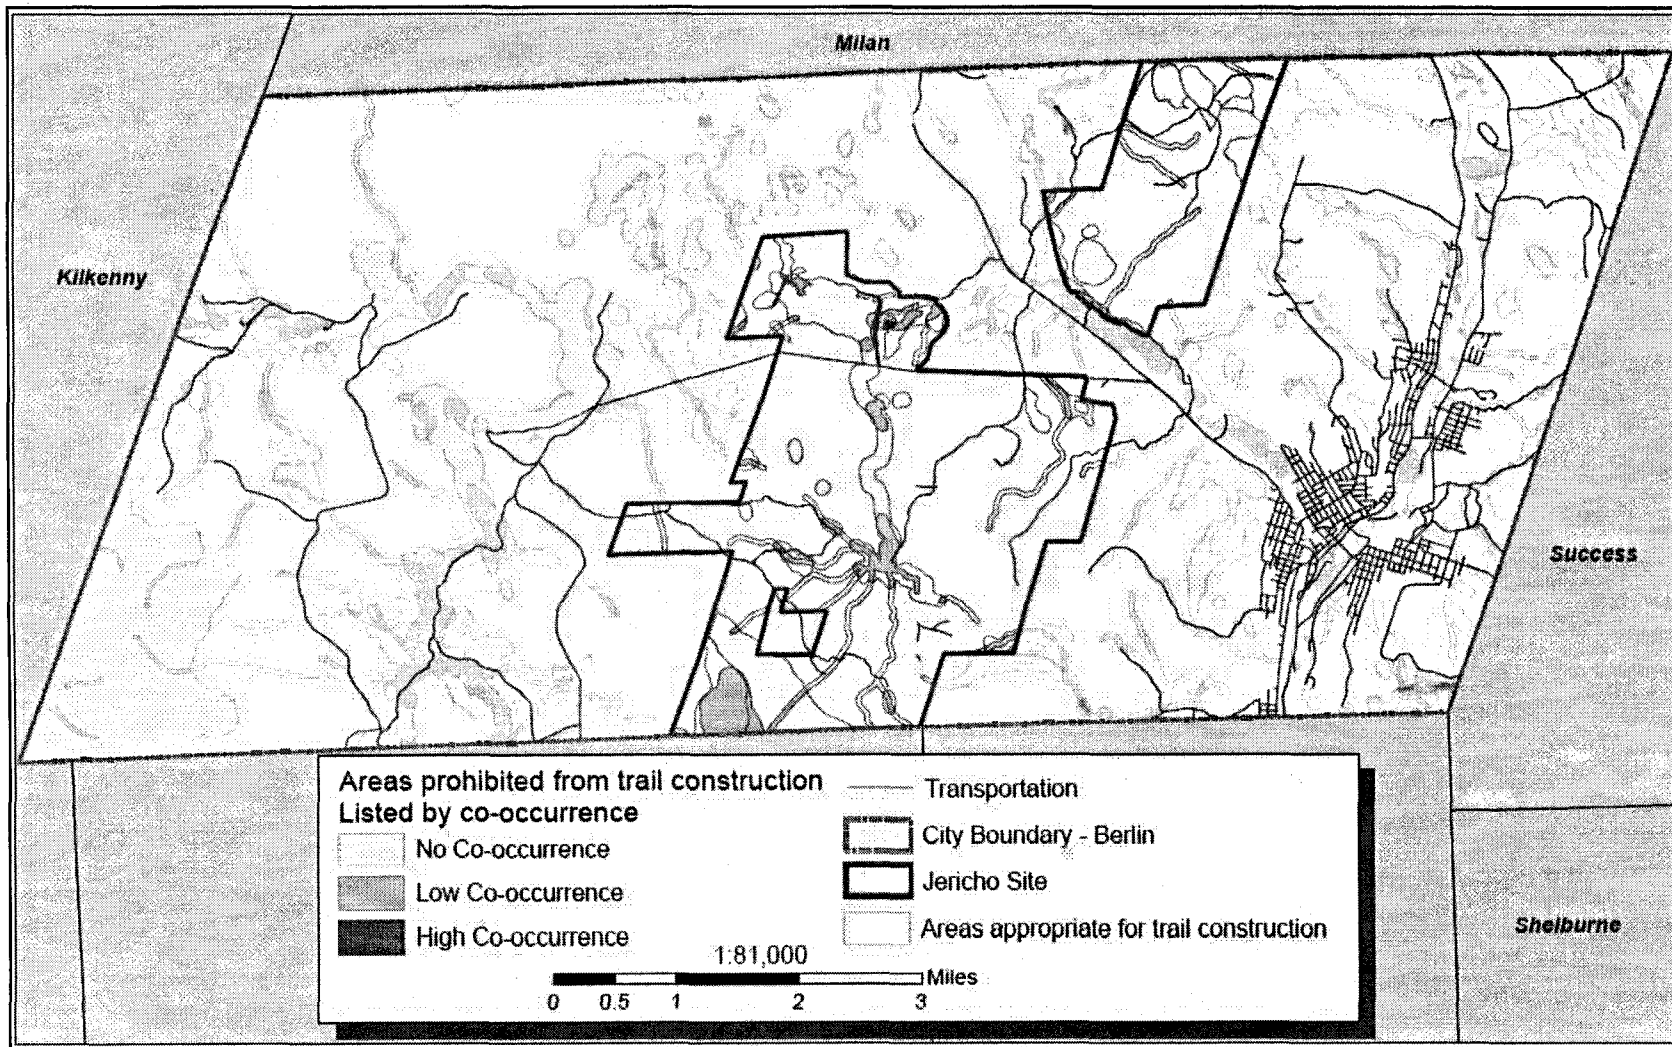 Milan
Kilkenny
Success
Shelburne
Areas prohibited from trail construction
Listed by co-occurrence
No Co-occurrence
Low Co-occurrence
High Co-occurrence
Transportation
City Boundary - Berlin
Jericho Site
Areas appropriate for trail construction
1:81,000
Miles
0 0.5 1 2 3